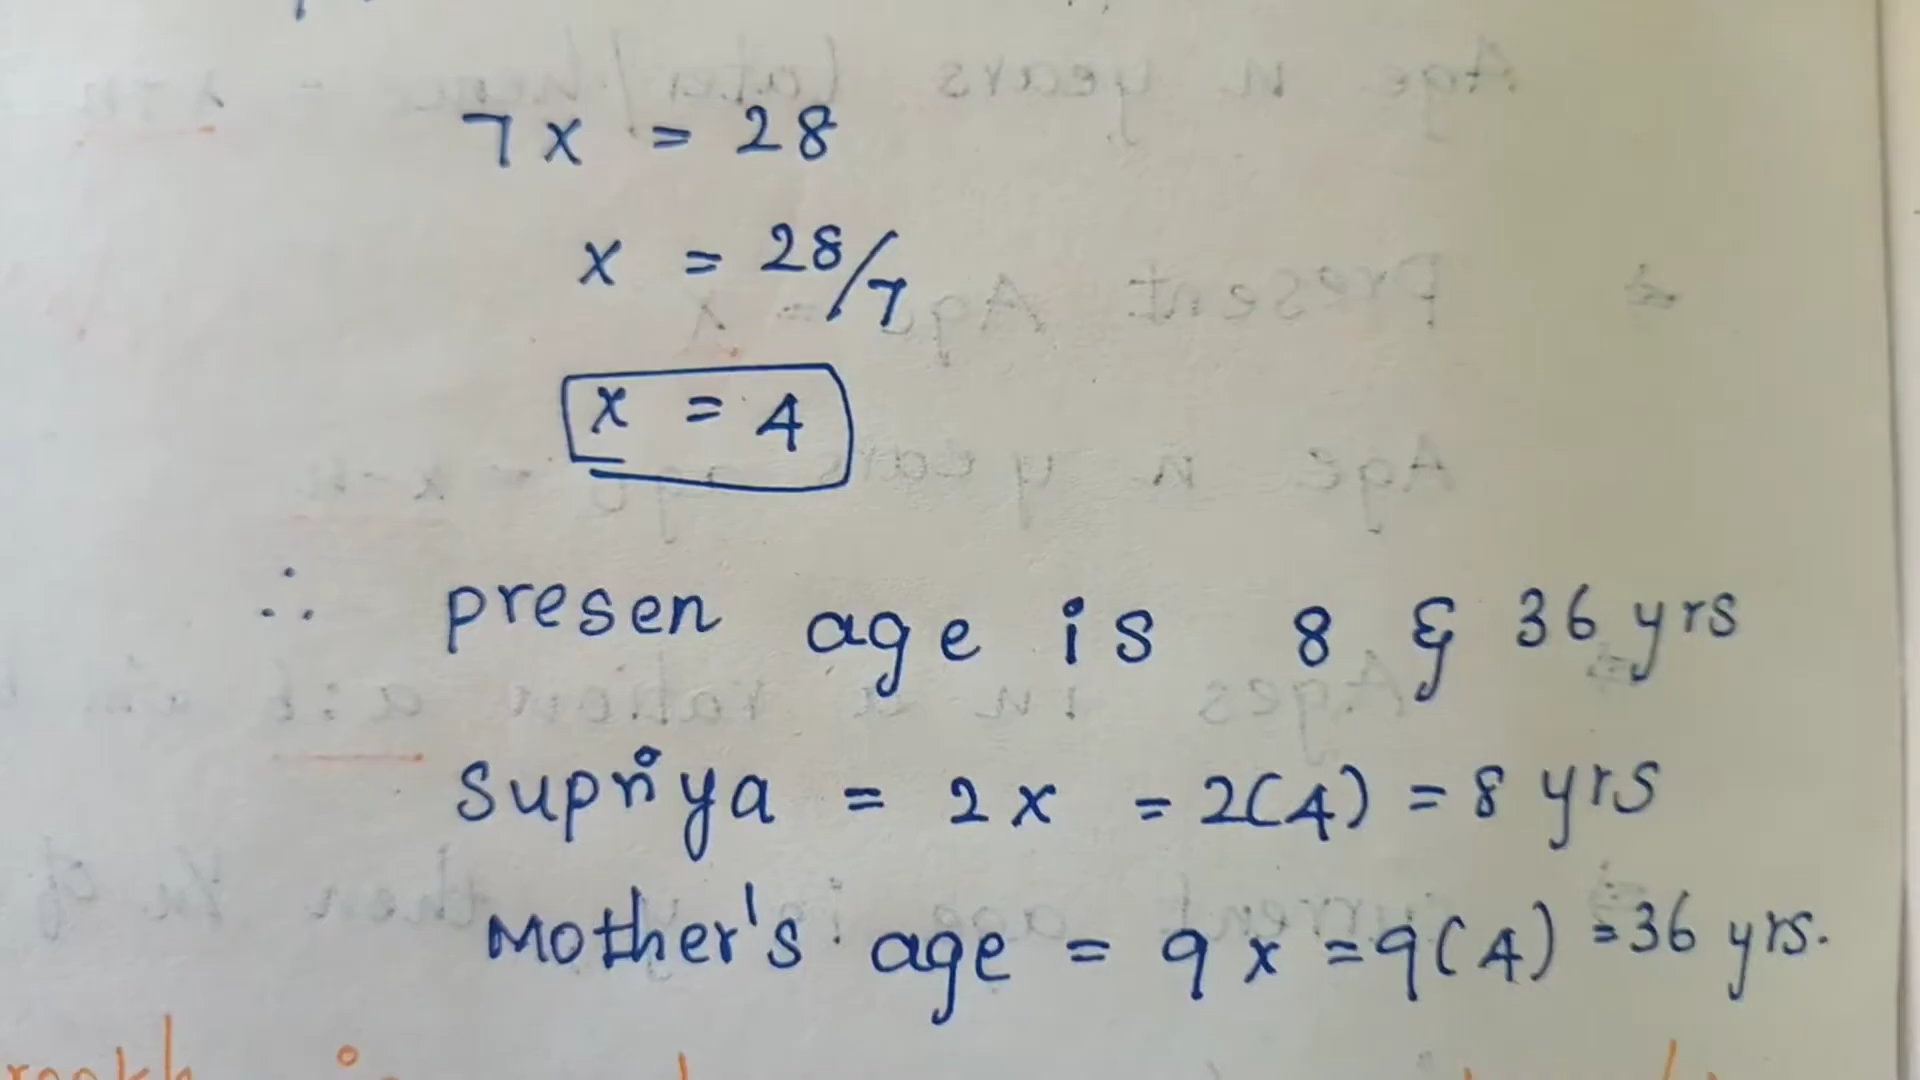 7x = 28
x = 28/7
x = 4
∴ presen age is 8 & 36 yrs
Supriya = 2x = 2(4) = 8 yrs
Mother's age = 9x = 9(4) = 36 yrs.